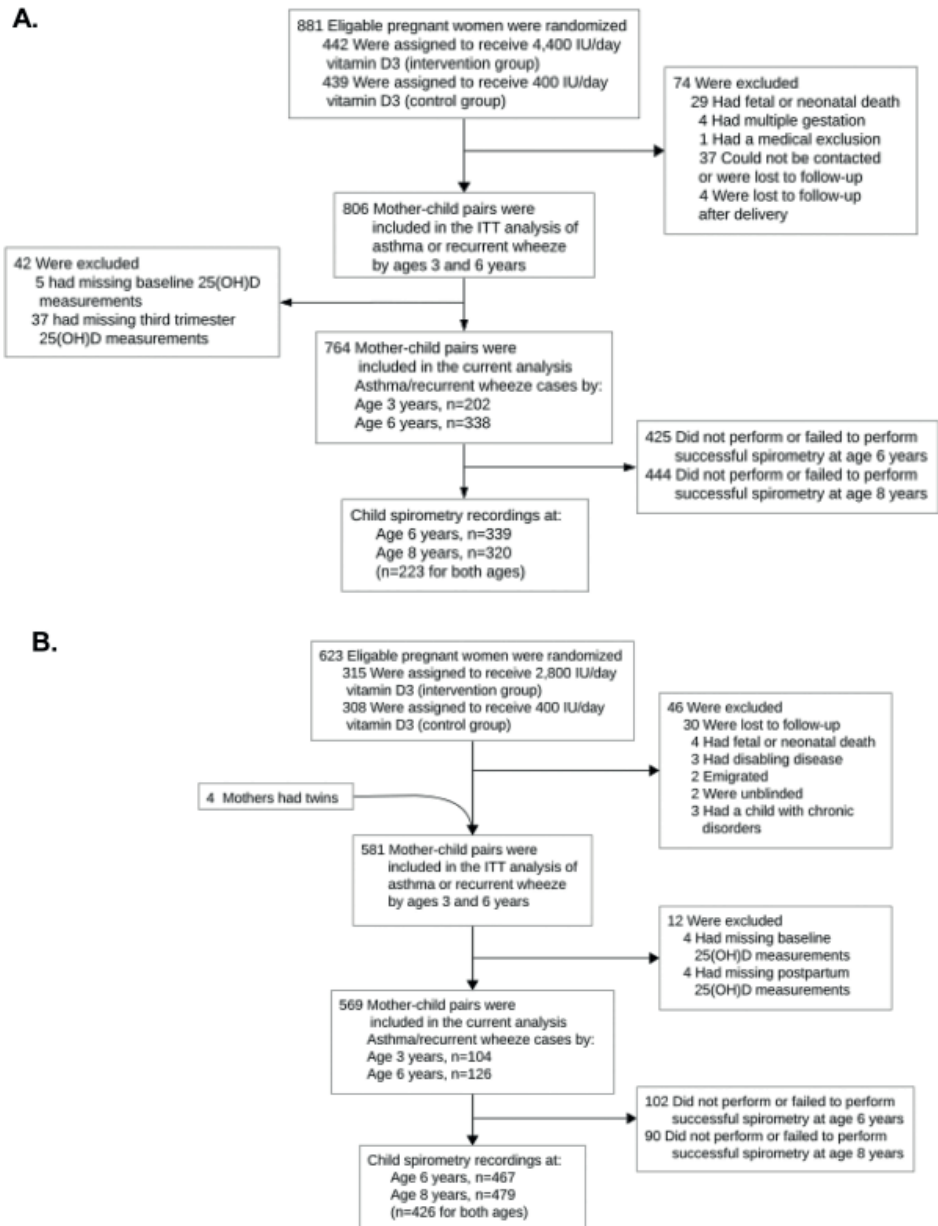 A.
881 Eligable pregnant women were randomized
442 Were assigned to receive 4,400 IU/day
vitamin D3 (intervention group)
439 Were assigned to receive 400 IU/day
vitamin D3 (control group)
74 Were excluded
29 Had fetal or neonatal death
4 Had multiple gestation
1 Had a medical exclusion
37 Could not be contacted
or were lost to follow-up
4 Were lost to follow-up
after delivery
806 Mother-child pairs were
included in the ITT analysis of
asthma or recurrent wheeze
by ages 3 and 6 years
42 Were excluded
5 had missing baseline 25(OH)D
measurements
37 had missing third trimester
25(OH)D measurements
764 Mother-child pairs were
included in the current analysis
Asthma/recurrent wheeze cases by:
Age 3 years, n=202
Age 6 years, n=338
425 Did not perform or failed to perform
successful spirometry at age 6 years
444 Did not perform or failed to perform
successful spirometry at age 8 years
Child spirometry recordings at:
Age 6 years, n=339
Age 8 years, n=320
(n=223 for both ages)
B.
623 Eligable pregnant women were randomized
315 Were assigned to receive 2,800 IU/day
vitamin D3 (intervention group)
308 Were assigned to receive 400 IU/day
vitamin D3 (control group)
46 Were excluded
30 Were lost to follow-up
4 Had fetal or neonatal death
3 Had disabling disease
2 Emigrated
2 Were unblinded
3 Had a child with chronic
disorders
4 Mothers had twins
581 Mother-child pairs were
included in the ITT analysis of
asthma or recurrent wheeze
by ages 3 and 6 years
12 Were excluded
4 Had missing baseline
25(OH)D measurements
4 Had missing postpartum
25(OH)D measurements
569 Mother-child pairs were
included in the current analysis
Asthma/recurrent wheeze cases by:
Age 3 years, n=104
Age 6 years, n=126
102 Did not perform or failed to perform
successful spirometry at age 6 years
90 Did not perform or failed to perform
successful spirometry at age 8 years
Child spirometry recordings at:
Age 6 years, n=467
Age 8 years, n=479
(n=426 for both ages)